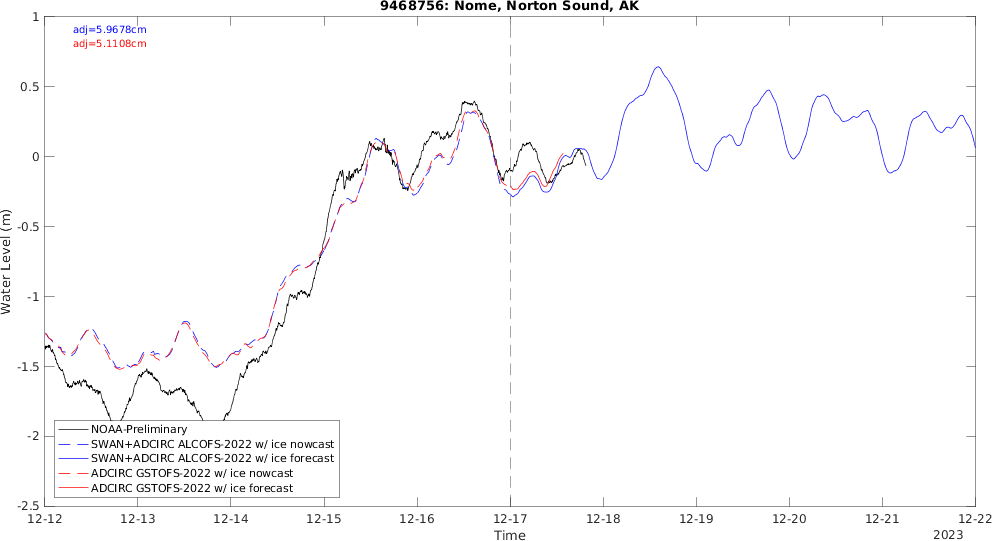 9468756: Nome, Norton Sound, AK
adj=5.9678cm
adj=5.1108cm
1
0.5
0
-0.5
-1
-1.5
-2
-2.5
Water Level (m)
NOAA-Preliminary
SWAN+ADCIRC ALCOFS-2022 w/ ice nowcast
SWAN+ADCIRC ALCOFS-2022 w/ ice forecast
ADCIRC GSTOFS-2022 w/ ice nowcast
ADCIRC GSTOFS-2022 w/ ice forecast
12-12 12-13 12-14 12-15 12-16 12-17 12-18 12-19 12-20 12-21 12-22
Time
2023